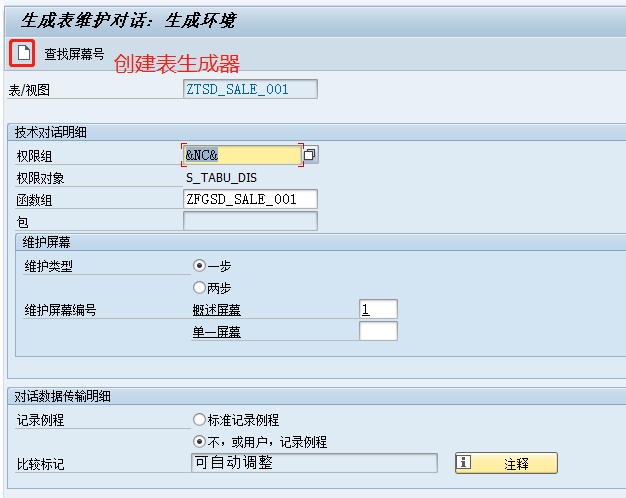 生成表维护对话：生成环境
查找屏幕号
创建表生成器
表/视图 ZTSD_SALE_001
技术对话明细
权限组 &NC&
权限对象 S_TABU_DIS
函数组 ZFGSD_SALE_001
包
维护屏幕
维护类型 一步
两步
维护屏幕编号 概述屏幕 1
单一屏幕
对话数据传输明细
记录例程 标准记录例程
不，或用户，记录例程
比较标记 可自动调整 i 注释